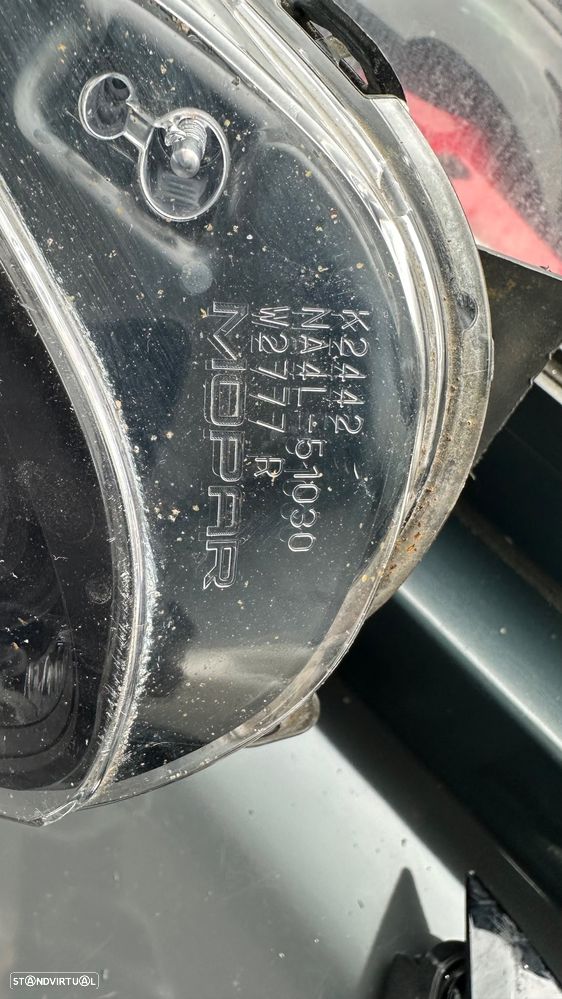 K2442
NA4L-51030
W2777 R
MOPAR
STANDVIRTUAL